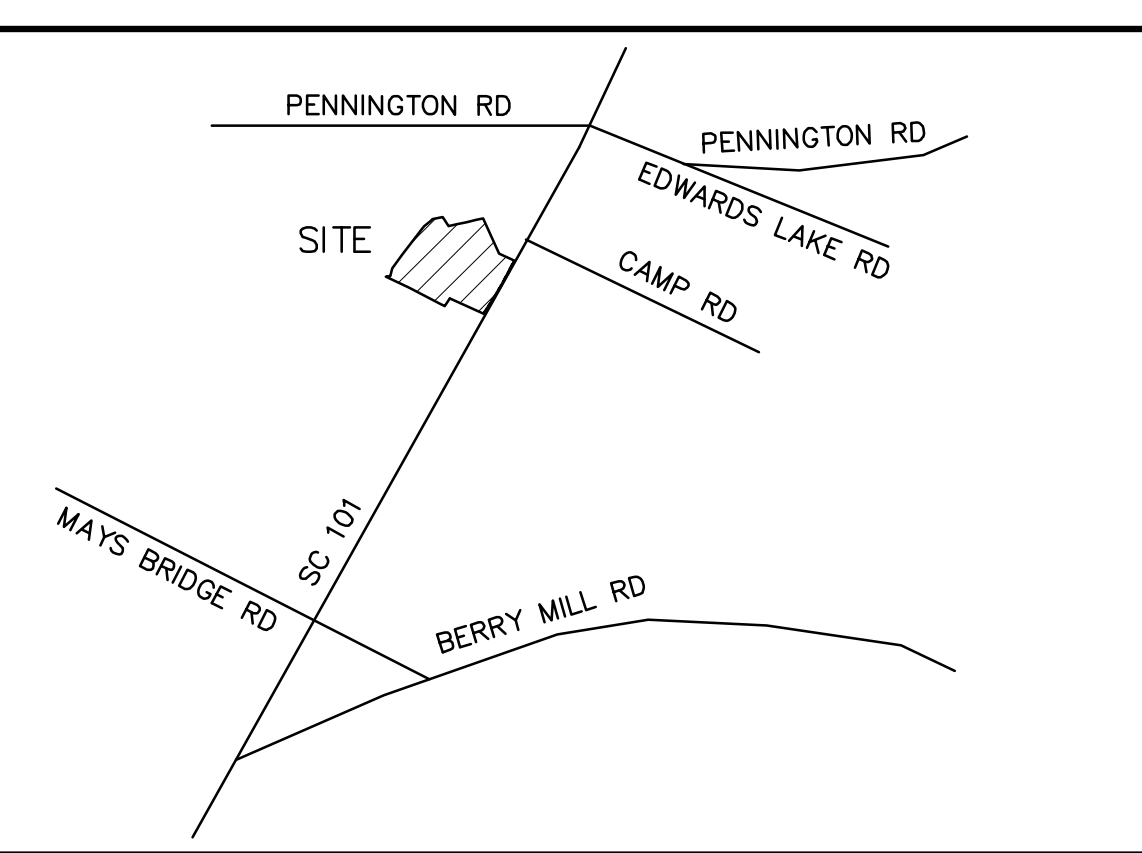 PENNINGTON RD
PENNINGTON RD
EDWARDS LAKE RD
SITE
CAMP RD
SC 101
MAYS BRIDGE RD
BERRY MILL RD